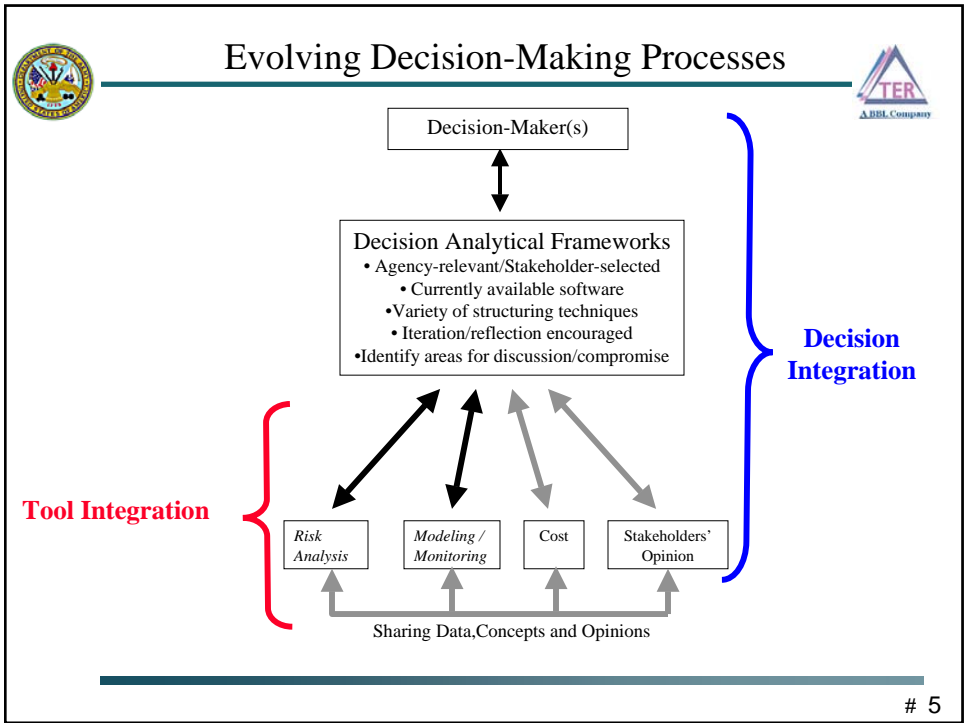 Evolving Decision-Making Processes
TER
A BBL Company
Decision-Maker(s)
Decision Analytical Frameworks
• Agency-relevant/Stakeholder-selected
• Currently available software
•Variety of structuring techniques
• Iteration/reflection encouraged
•Identify areas for discussion/compromise
Decision
Integration
Tool Integration
Risk
Analysis
Modeling /
Monitoring
Cost
Stakeholders'
Opinion
Sharing Data,Concepts and Opinions
# 5